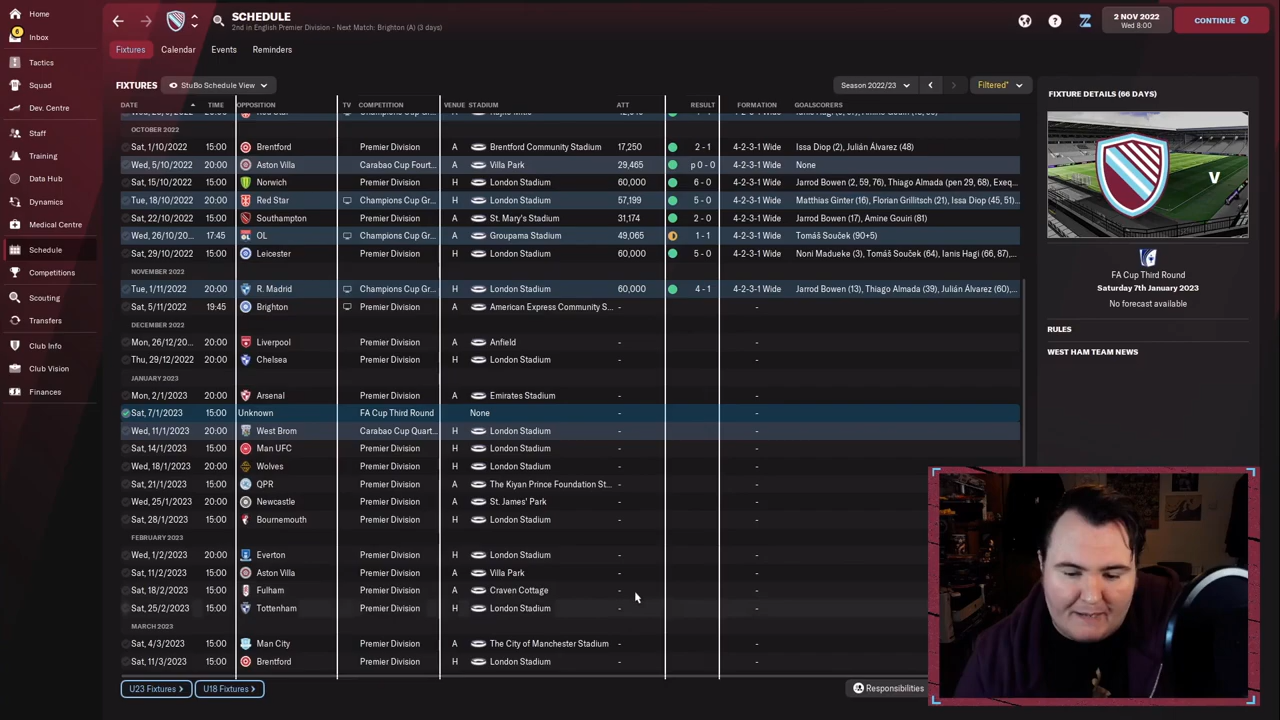 Home
6
Inbox
Tactics
Squad
Dev. Centre
Staff
Training
Data Hub
Dynamics
Medical Centre
Schedule
Competitions
Scouting
Transfers
Club Info
Club Vision
Finances
SCHEDULE
2nd in English Premier Division - Next Match: Brighton (A) (3 days)
2 NOV 2022
Wed 8:00
CONTINUE
Fixtures Calendar Events Reminders
FIXTURES StuBo Schedule View Season 2022/23 Filtered*
DATE TIME OPPOSITION TV COMPETITION VENUE STADIUM ATT RESULT FORMATION GOALSCORERS
OCTOBER 2022
Sat, 1/10/2022 15:00 Brentford Premier Division A Brentford Community Stadium 17,250 2 - 1 4-2-3-1 Wide Issa Diop (2), Julián Álvarez (48)
Wed, 5/10/2022 20:00 Aston Villa Carabao Cup Fourt... A Villa Park 29,465 p 0 - 0 4-2-3-1 Wide None
Sat, 15/10/2022 15:00 Norwich Premier Division H London Stadium 60,000 6 - 0 4-2-3-1 Wide Jarrod Bowen (2, 59, 76), Thiago Almada (pen 29, 68), Exeq...
Tue, 18/10/2022 20:00 Red Star Champions Cup Gr... H London Stadium 57,199 5 - 0 4-2-3-1 Wide Matthias Ginter (16), Florian Grillitsch (21), Issa Diop (45, 51)...
Sat, 22/10/2022 15:00 Southampton Premier Division A St. Mary's Stadium 31,174 2 - 0 4-2-3-1 Wide Jarrod Bowen (17), Amine Gouiri (81)
Wed, 26/10/20... 17:45 OL Champions Cup Gr... A Groupama Stadium 49,065 1 - 1 4-2-3-1 Wide Tomáš Souček (90+5)
Sat, 29/10/2022 15:00 Leicester Premier Division H London Stadium 60,000 5 - 0 4-2-3-1 Wide Noni Madueke (3), Tomáš Souček (64), Ianis Hagi (66, 87),...
NOVEMBER 2022
Tue, 1/11/2022 20:00 R. Madrid Champions Cup Gr... H London Stadium 60,000 4 - 1 4-2-3-1 Wide Jarrod Bowen (13), Thiago Almada (39), Julián Álvarez (60),...
Sat, 5/11/2022 19:45 Brighton Premier Division A American Express Community S... - -
DECEMBER 2022
Mon, 26/12/20... 20:00 Liverpool Premier Division A Anfield - -
Thu, 29/12/2022 20:00 Chelsea Premier Division H London Stadium - -
JANUARY 2023
Mon, 2/1/2023 20:00 Arsenal Premier Division A Emirates Stadium - -
Sat, 7/1/2023 15:00 Unknown FA Cup Third Round None - -
Wed, 11/1/2023 20:00 West Brom Carabao Cup Quart... H London Stadium - -
Sat, 14/1/2023 15:00 Man UFC Premier Division H London Stadium - -
Wed, 18/1/2023 20:00 Wolves Premier Division H London Stadium - -
Sat, 21/1/2023 15:00 QPR Premier Division A The Kiyan Prince Foundation St... - -
Wed, 25/1/2023 20:00 Newcastle Premier Division A St. James' Park - -
Sat, 28/1/2023 15:00 Bournemouth Premier Division H London Stadium - -
FEBRUARY 2023
Wed, 1/2/2023 20:00 Everton Premier Division H London Stadium - -
Sat, 11/2/2023 15:00 Aston Villa Premier Division A Villa Park - -
Sat, 18/2/2023 15:00 Fulham Premier Division A Craven Cottage - -
Sat, 25/2/2023 15:00 Tottenham Premier Division H London Stadium - -
MARCH 2023
Sat, 4/3/2023 15:00 Man City Premier Division A The City of Manchester Stadium - -
Sat, 11/3/2023 15:00 Brentford Premier Division H London Stadium - -
U23 Fixtures U18 Fixtures Responsibilities
FIXTURE DETAILS (66 DAYS)
V
FA Cup Third Round
Saturday 7th January 2023
No forecast available
RULES
WEST HAM TEAM NEWS